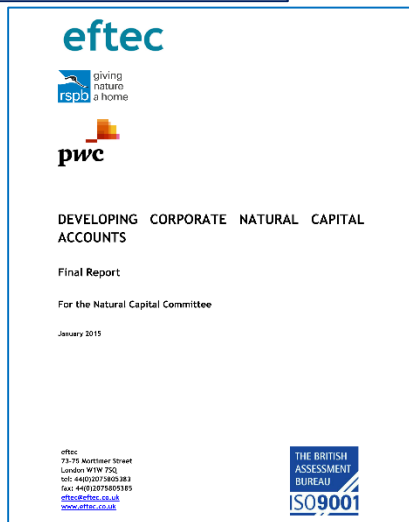 eftec
giving
nature
rspb a home
pwc
DEVELOPING CORPORATE NATURAL CAPITAL
ACCOUNTS
Final Report
For the Natural Capital Committee
January 2015
eftec
73-75 Mortimer Street
London W1W 7SQ
tel: 44(0)2075805383
fax: 44(0)2075805385
eftec@eftec.co.uk
www.eftec.co.uk
THE BRITISH
ASSESSMENT
BUREAU
ISO9001